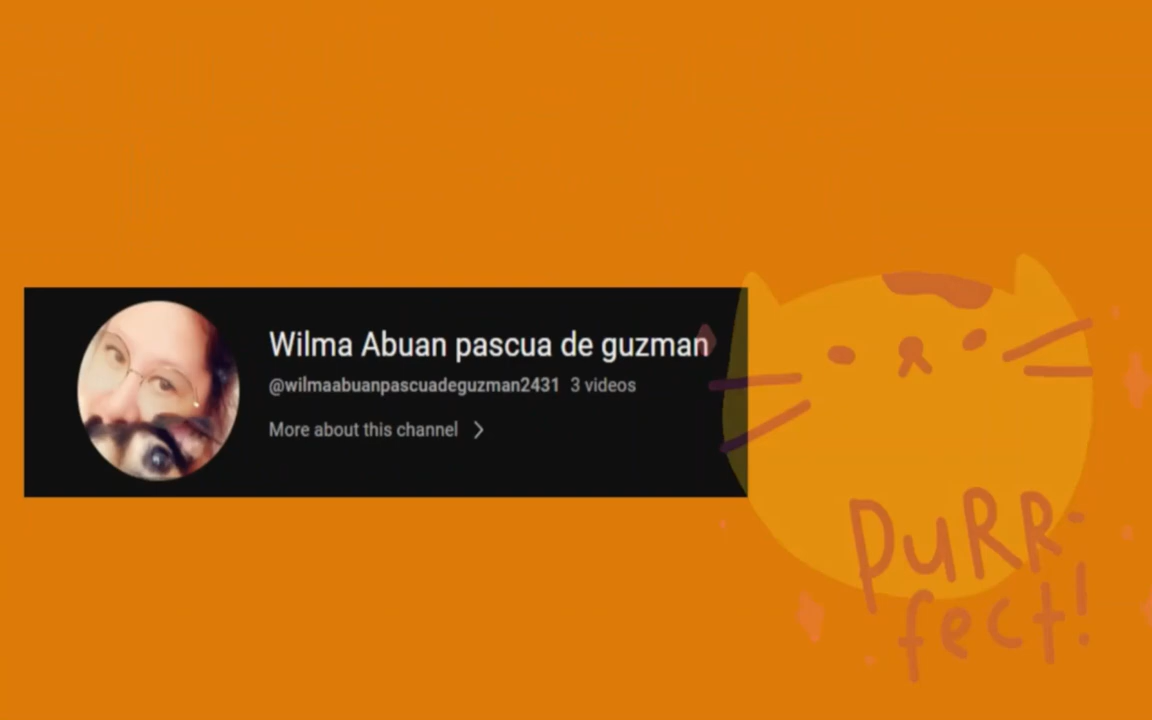 Wilma Abuan pascua de guzman
@wilmaabuanpascuadeguzman2431 3 videos
More about this channel >
PuRR-
fect!